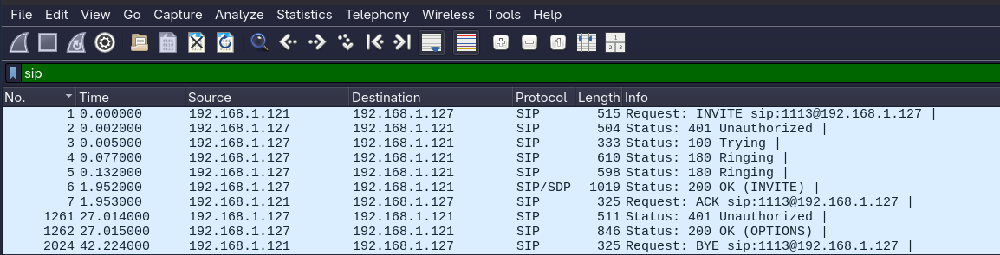 File Edit View Go Capture Analyze Statistics Telephony Wireless Tools Help
sip
No. Time Source Destination Protocol Length Info
1 0.000000 192.168.1.121 192.168.1.127 SIP 515 Request: INVITE sip:1113@192.168.1.127 |
2 0.002000 192.168.1.127 192.168.1.121 SIP 504 Status: 401 Unauthorized |
3 0.005000 192.168.1.127 192.168.1.121 SIP 333 Status: 100 Trying |
4 0.077000 192.168.1.127 192.168.1.121 SIP 610 Status: 180 Ringing |
5 0.132000 192.168.1.127 192.168.1.121 SIP 598 Status: 180 Ringing |
6 1.952000 192.168.1.127 192.168.1.121 SIP/SDP 1019 Status: 200 OK (INVITE) |
7 1.953000 192.168.1.121 192.168.1.127 SIP 325 Request: ACK sip:1113@192.168.1.127 |
1261 27.014000 192.168.1.127 192.168.1.121 SIP 511 Status: 401 Unauthorized |
1262 27.015000 192.168.1.127 192.168.1.121 SIP 846 Status: 200 OK (OPTIONS) |
2024 42.224000 192.168.1.121 192.168.1.127 SIP 325 Request: BYE sip:1113@192.168.1.127 |